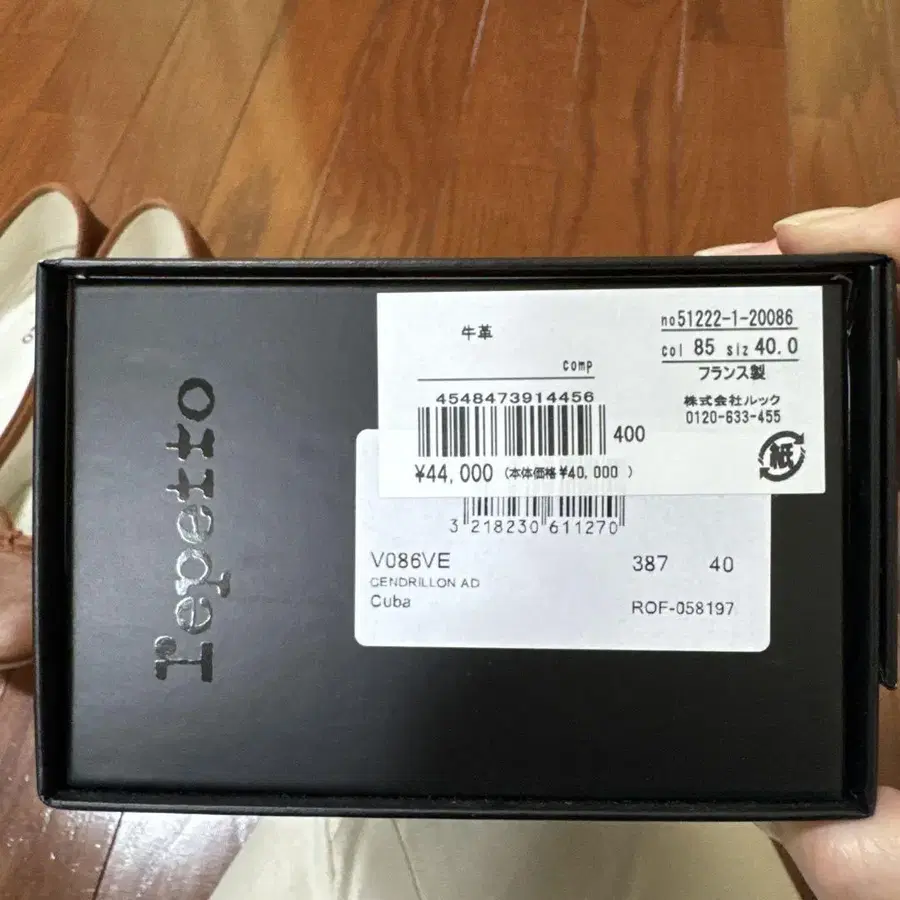 repetto
牛革
comp
4548473914456
400
¥44,000 (本体価格¥40,000 )
no51222-1-20086
col 85 siz 40.0
フランス製
株式会社ルック
0120-633-455
紙
3 218230 611270
V086VE 387 40
CENDRILLON AD
Cuba ROF-058197